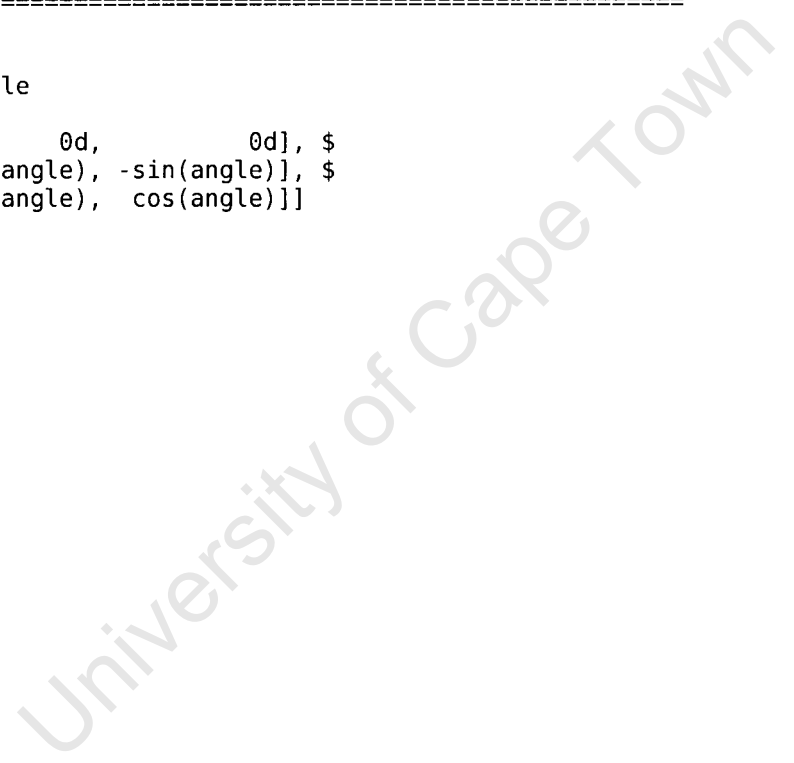 le
0d, 0d], $
angle), -sin(angle)], $
angle), cos(angle)]]
University of Cape Town